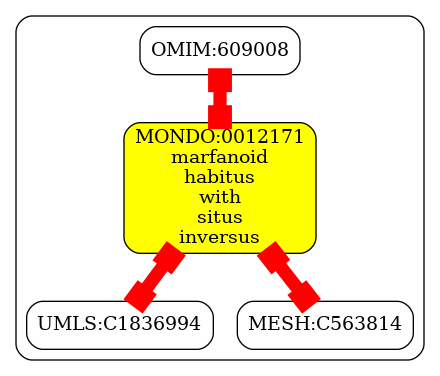 OMIM:609008
MONDO:0012171
marfanoid
habitus
with
situs
inversus
UMLS:C1836994
MESH:C563814